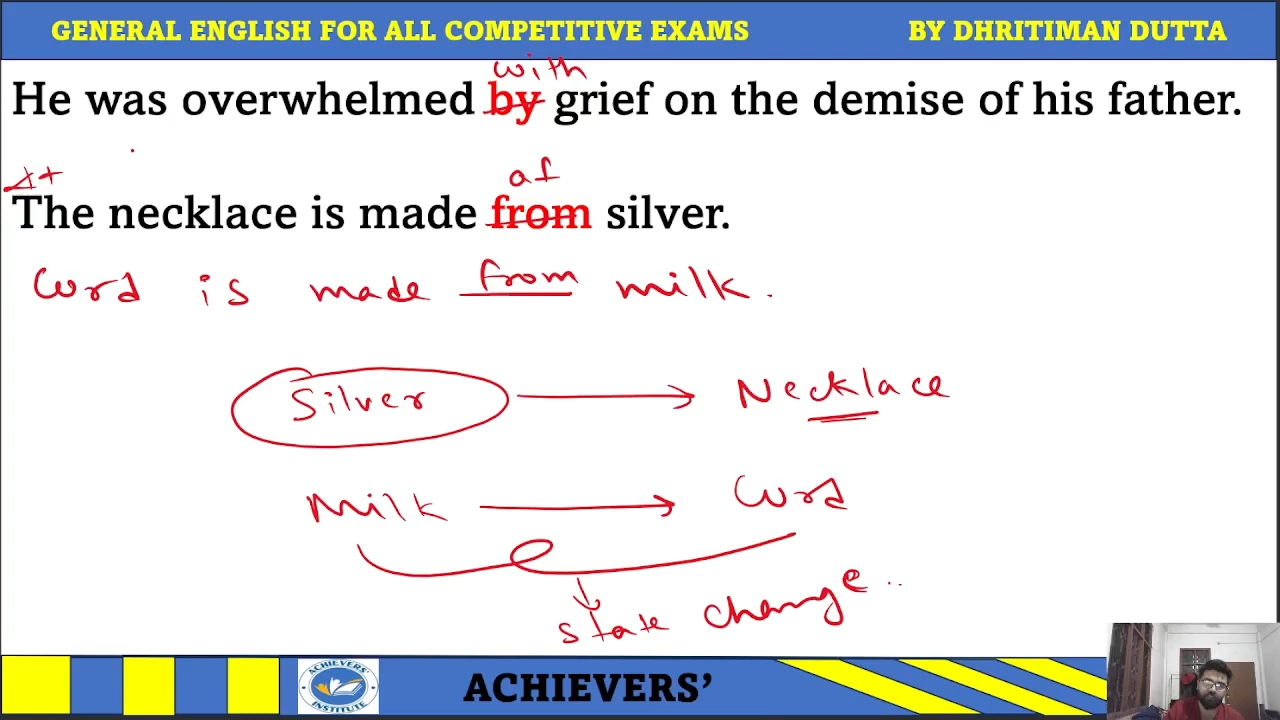 GENERAL ENGLISH FOR ALL COMPETITIVE EXAMS BY DHRITIMAN DUTTA
with
He was overwhelmed by grief on the demise of his father.
of
The necklace is made from silver.
Curd is made from milk.
Silver → Necklace
Milk → Curd
state change..
ACHIEVERS' INSTITUTE
ACHIEVERS’